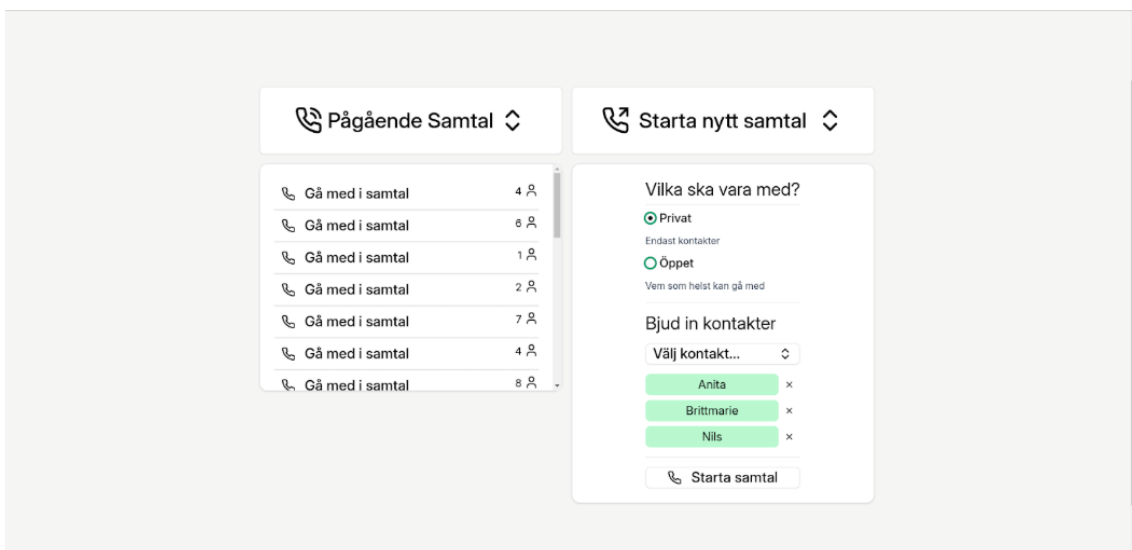 Pågående Samtal
Gå med i samtal 4
Gå med i samtal 6
Gå med i samtal 1
Gå med i samtal 2
Gå med i samtal 7
Gå med i samtal 4
Gå med i samtal 8
Starta nytt samtal
Vilka ska vara med?
Privat
Endast kontakter
Öppet
Vem som helst kan gå med
Bjud in kontakter
Välj kontakt...
Anita ×
Brittmarie ×
Nils ×
Starta samtal